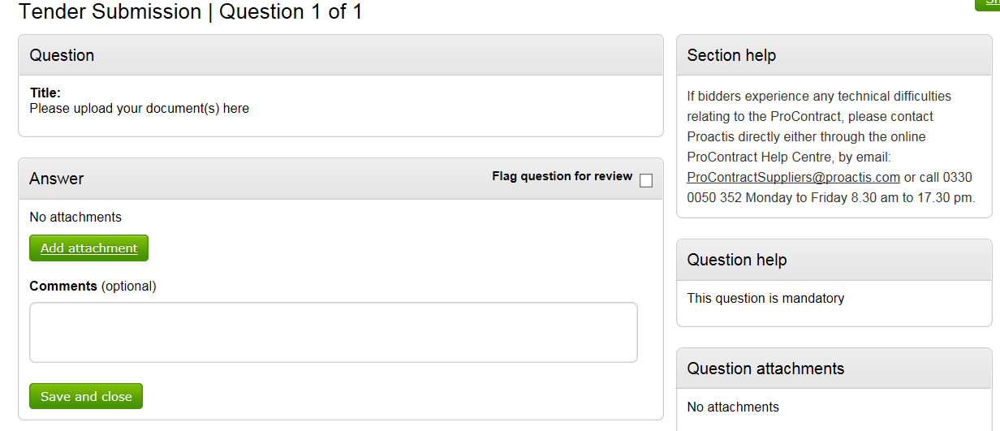 Tender Submission | Question 1 of 1
Question
Title:
Please upload your document(s) here
Answer
Flag question for review
No attachments
Add attachment
Comments (optional)
Save and close
Section help
If bidders experience any technical difficulties
relating to the ProContract, please contact
Proactis directly either through the online
ProContract Help Centre, by email:
ProContractSuppliers@proactis.com or call 0330
0050 352 Monday to Friday 8.30 am to 17.30 pm.
Question help
This question is mandatory
Question attachments
No attachments